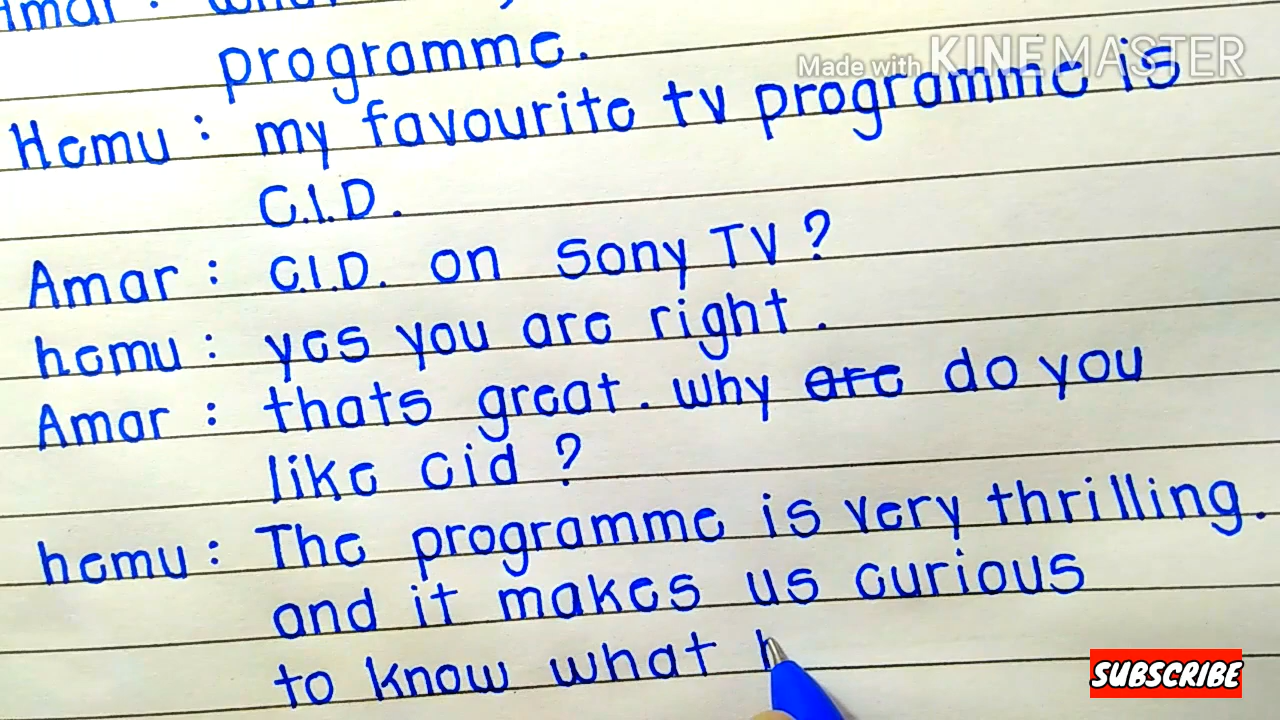 Amar :
programme.
Made with KINEMASTER
Hemu : my favourite tv programme is
C.I.D.
Amar : C.I.D. on Sony TV ?
hemu : yes you are right.
Amar : thats great. why are do you
like cid ?
hemu : The programme is very thrilling.
and it makes us curious
to know what
SUBSCRIBE